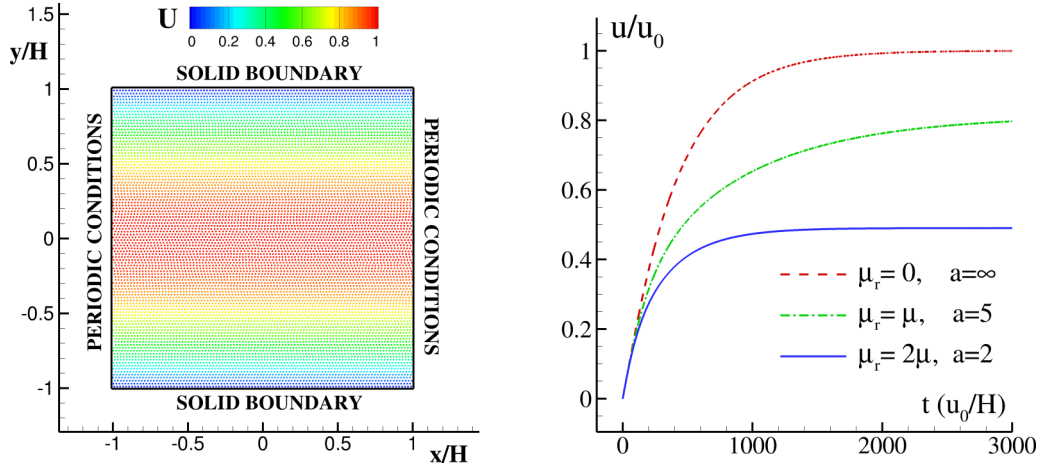 U
0 0.2 0.4 0.6 0.8 1
1.5
y/H
SOLID BOUNDARY
1
0.5
0
-0.5
-1
PERIODIC CONDITIONS
PERIODIC CONDITIONS
SOLID BOUNDARY
-1 -0.5 0 0.5 1
x/H
u/u₀
1
0.8
0.6
0.4
0.2
0
μᵣ= 0, a=∞
μᵣ= μ, a=5
μᵣ= 2μ, a=2
t (u₀/H)
0 1000 2000 3000